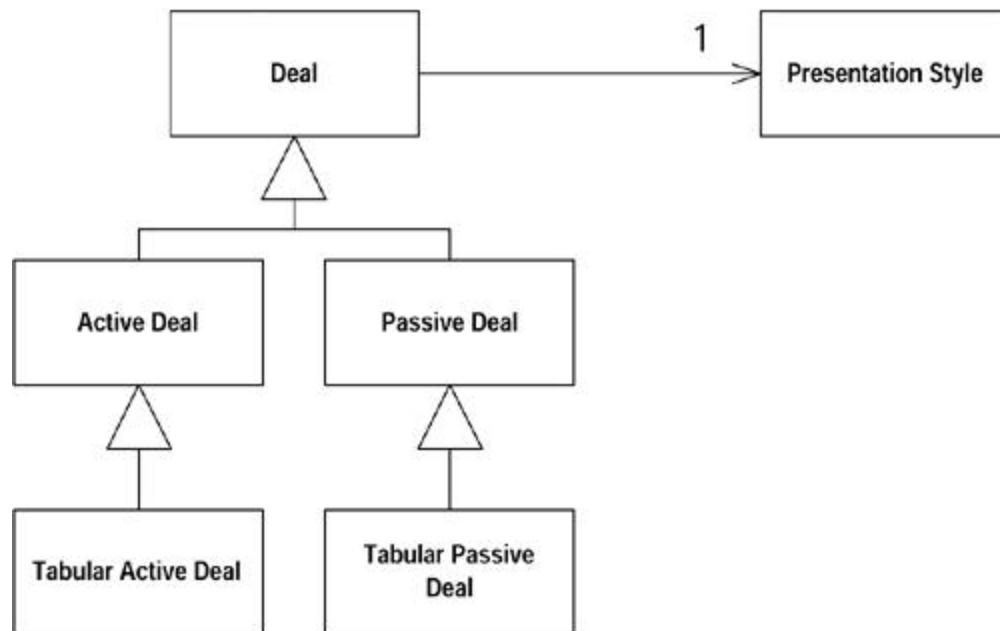 Deal
1
Presentation Style
Active Deal
Passive Deal
Tabular Active Deal
Tabular Passive
Deal